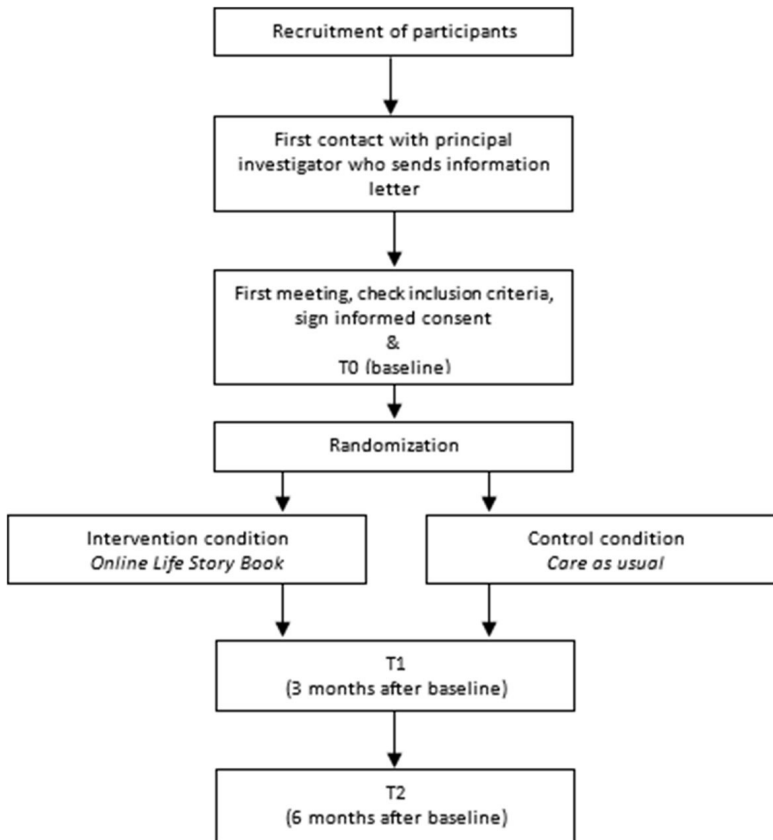 Recruitment of participants
First contact with principal
investigator who sends information
letter
First meeting, check inclusion criteria,
sign informed consent
&
T0 (baseline)
Randomization
Intervention condition
Online Life Story Book
Control condition
Care as usual
T1
(3 months after baseline)
T2
(6 months after baseline)